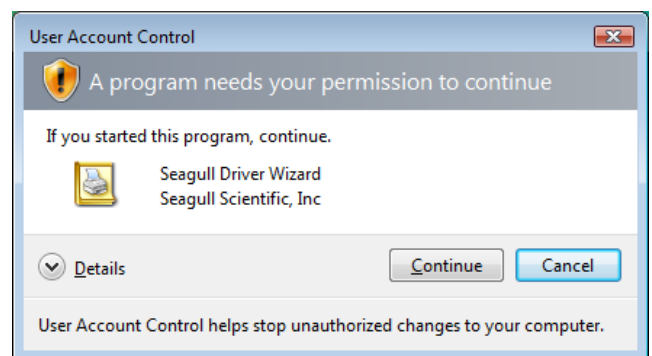 User Account Control
A program needs your permission to continue
If you started this program, continue.
Seagull Driver Wizard
Seagull Scientific, Inc
Details
Continue
Cancel
User Account Control helps stop unauthorized changes to your computer.